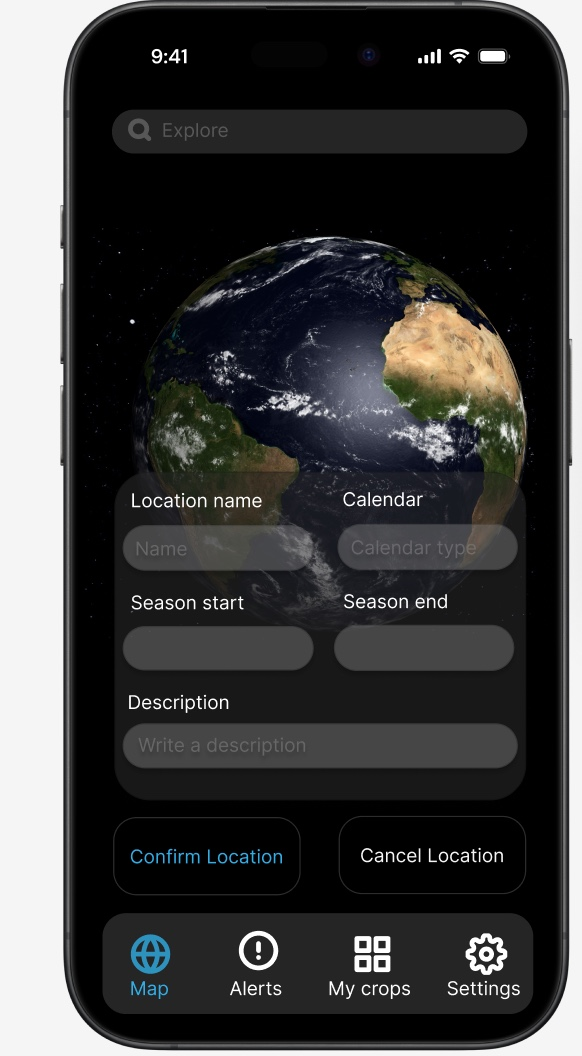 9:41
Explore
Location name Calendar
Name Calendar type
Season start Season end
Description
Write a description
Confirm Location Cancel Location
Map Alerts My crops Settings